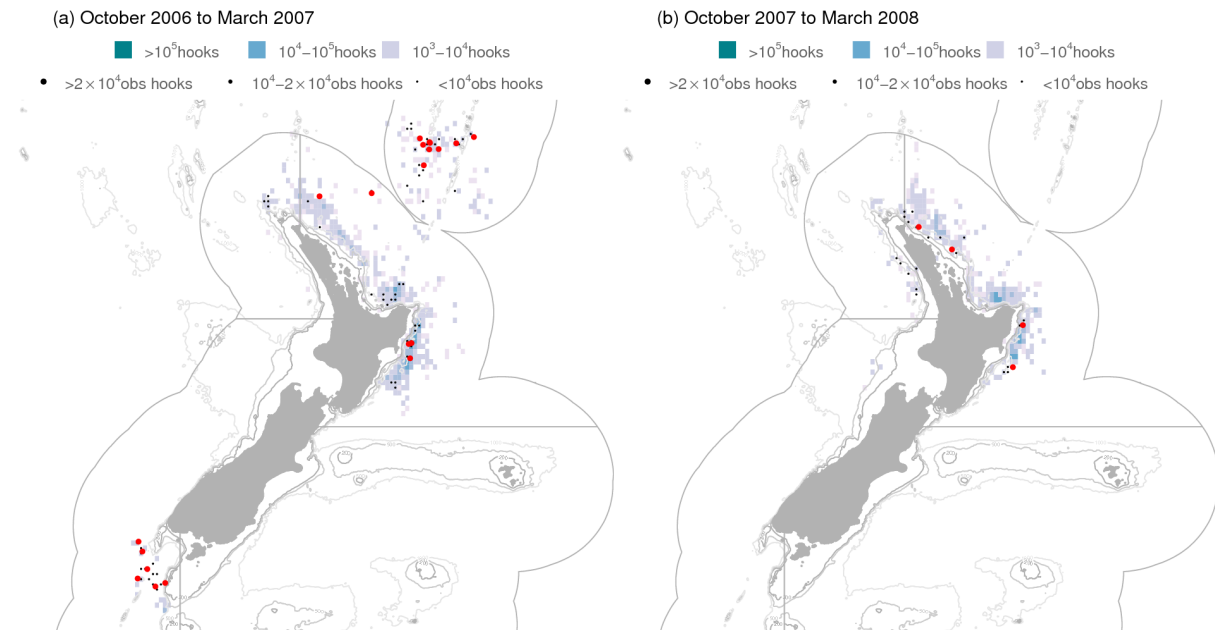 (a) October 2006 to March 2007
>10⁵hooks 10⁴–10⁵hooks 10³–10⁴hooks
>2×10⁴obs hooks 10⁴–2×10⁴obs hooks <10⁴obs hooks
(b) October 2007 to March 2008
>10⁵hooks 10⁴–10⁵hooks 10³–10⁴hooks
>2×10⁴obs hooks 10⁴–2×10⁴obs hooks <10⁴obs hooks